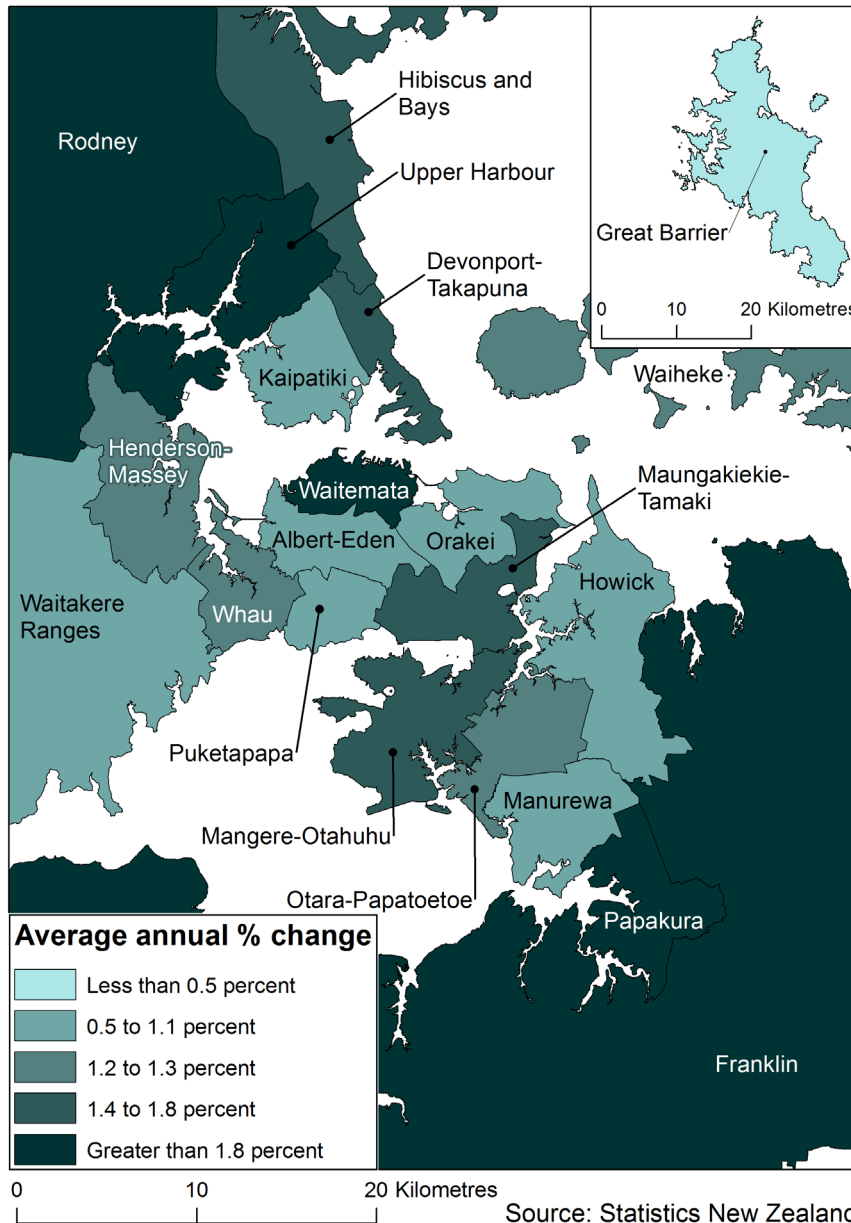 Hibiscus and
Bays
Rodney
Upper Harbour
Great Barrier
Devonport-
Takapuna
0 10 20 Kilometres
Kaipatiki
Waiheke
Henderson-
Massey
Waitemata
Maungakiekie-
Tamaki
Albert-Eden
Orakei
Howick
Waitakere
Ranges
Whau
Puketapapa
Manurewa
Mangere-Otahuhu
Otara-Papatoetoe
Papakura
Franklin
Average annual % change
Less than 0.5 percent
0.5 to 1.1 percent
1.2 to 1.3 percent
1.4 to 1.8 percent
Greater than 1.8 percent
0 10 20 Kilometres
Source: Statistics New Zealand